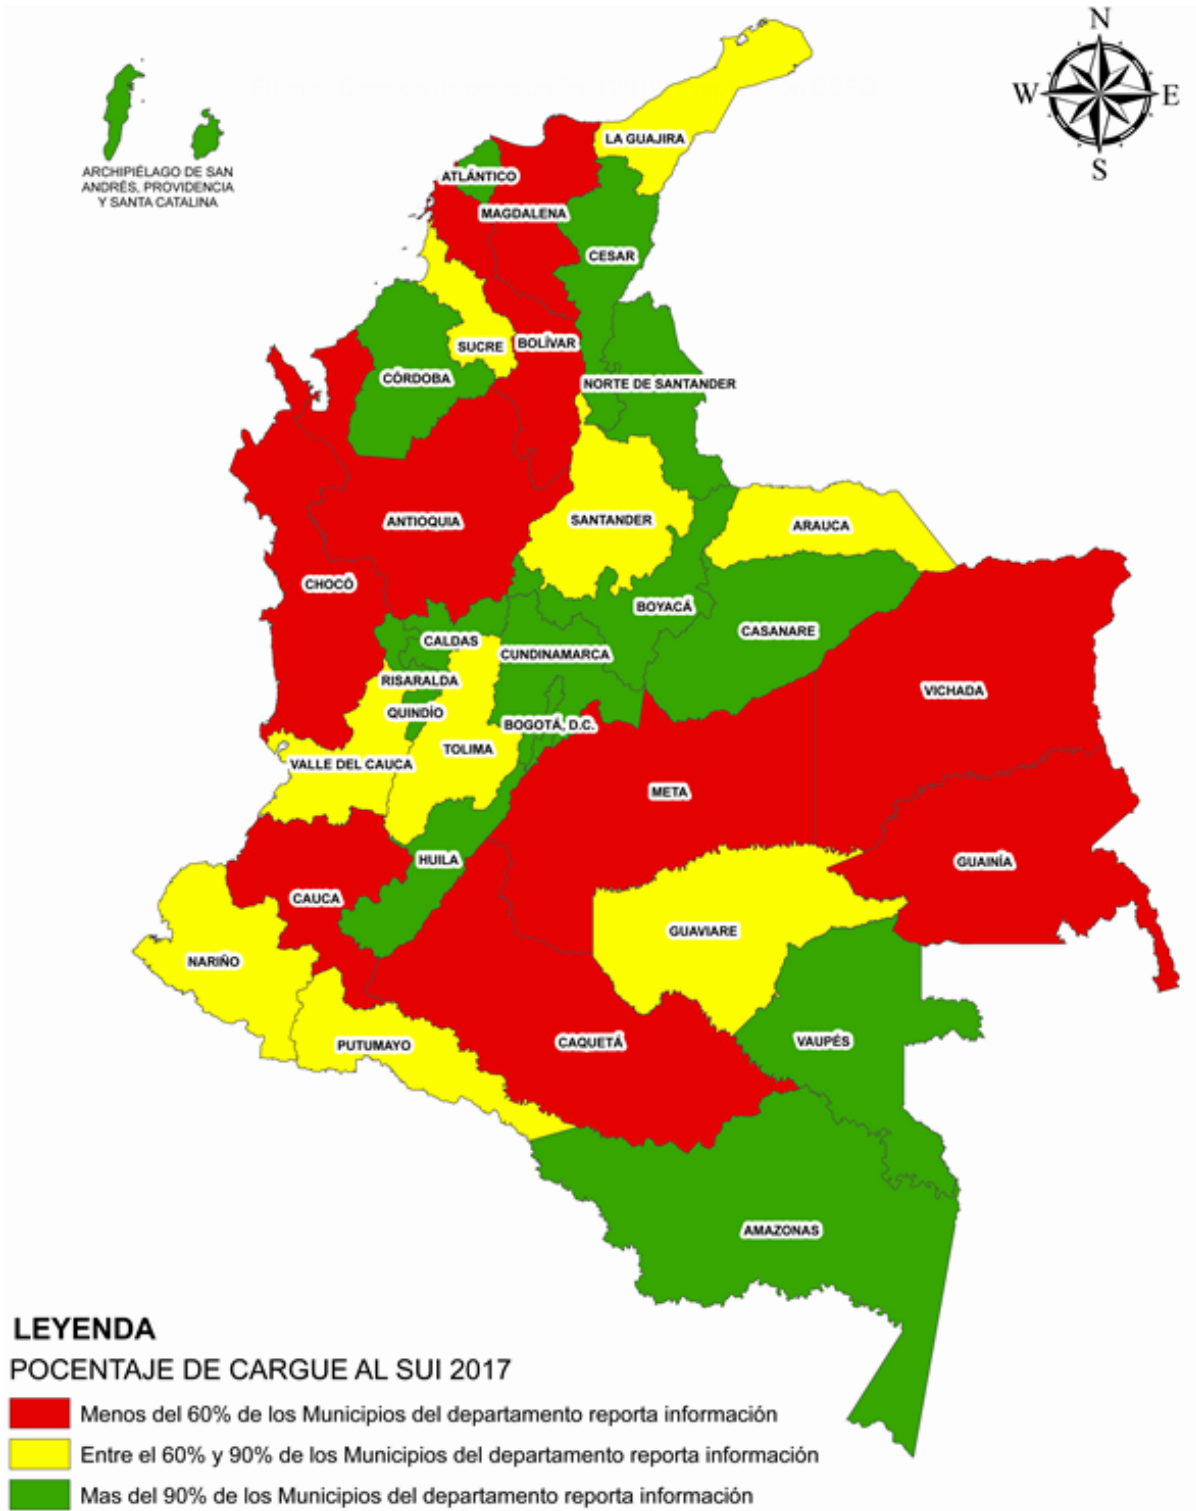 N
W
E
S
LA GUAJIRA
ARCHIPIÉLAGO DE SAN
ANDRÉS, PROVIDENCIA
Y SANTA CATALINA
ATLÁNTICO
MAGDALENA
CESAR
SUCRE
BOLÍVAR
CÓRDOBA
NORTE DE SANTANDER
ANTIOQUIA
SANTANDER
ARAUCA
CHOCÓ
BOYACÁ
CASANARE
CALDAS
CUNDINAMARCA
RISARALDA
VICHADA
QUINDÍO
BOGOTÁ, D.C.
TOLIMA
VALLE DEL CAUCA
META
HUILA
GUAINÍA
CAUCA
GUAVIARE
NARIÑO
PUTUMAYO
CAQUETÁ
VAUPÉS
AMAZONAS
LEYENDA
POCENTAJE DE CARGUE AL SUI 2017
Menos del 60% de los Municipios del departamento reporta información
Entre el 60% y 90% de los Municipios del departamento reporta información
Mas del 90% de los Municipios del departamento reporta información